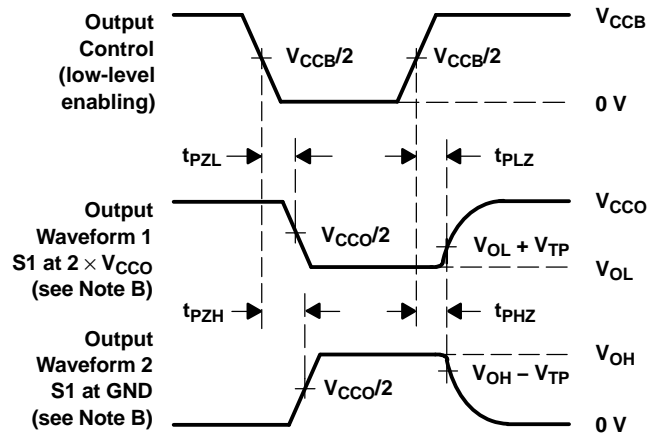 Output
Control
(low-level
enabling)
V_CCB/2
V_CCB/2
V_CCB
0 V
t_PZL
t_PLZ
Output
Waveform 1
S1 at 2 × V_CCO
(see Note B)
V_CCO/2
V_CCO
V_OL + V_TP
V_OL
t_PZH
t_PHZ
Output
Waveform 2
S1 at GND
(see Note B)
V_CCO/2
V_OH
V_OH − V_TP
0 V